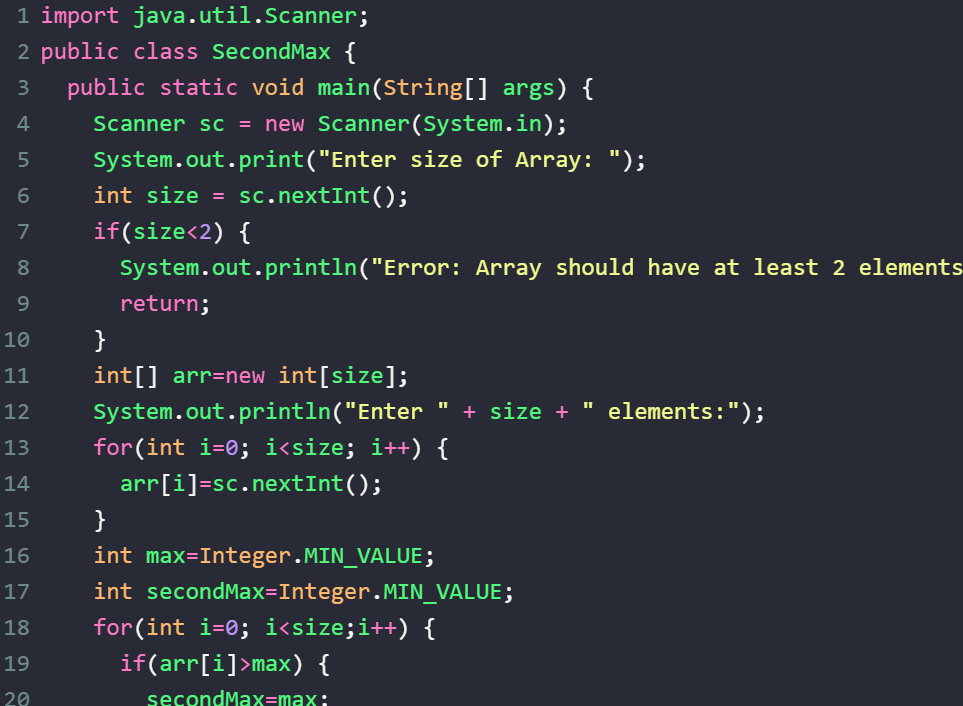 1 import java.util.Scanner;
2 public class SecondMax {
3   public static void main(String[] args) {
4     Scanner sc = new Scanner(System.in);
5     System.out.print("Enter size of Array: ");
6     int size = sc.nextInt();
7     if(size<2) {
8       System.out.println("Error: Array should have at least 2 elements
9       return;
10     }
11     int[] arr=new int[size];
12     System.out.println("Enter " + size + " elements:");
13     for(int i=0; i<size; i++) {
14       arr[i]=sc.nextInt();
15     }
16     int max=Integer.MIN_VALUE;
17     int secondMax=Integer.MIN_VALUE;
18     for(int i=0; i<size;i++) {
19       if(arr[i]>max) {
20         secondMax=max;